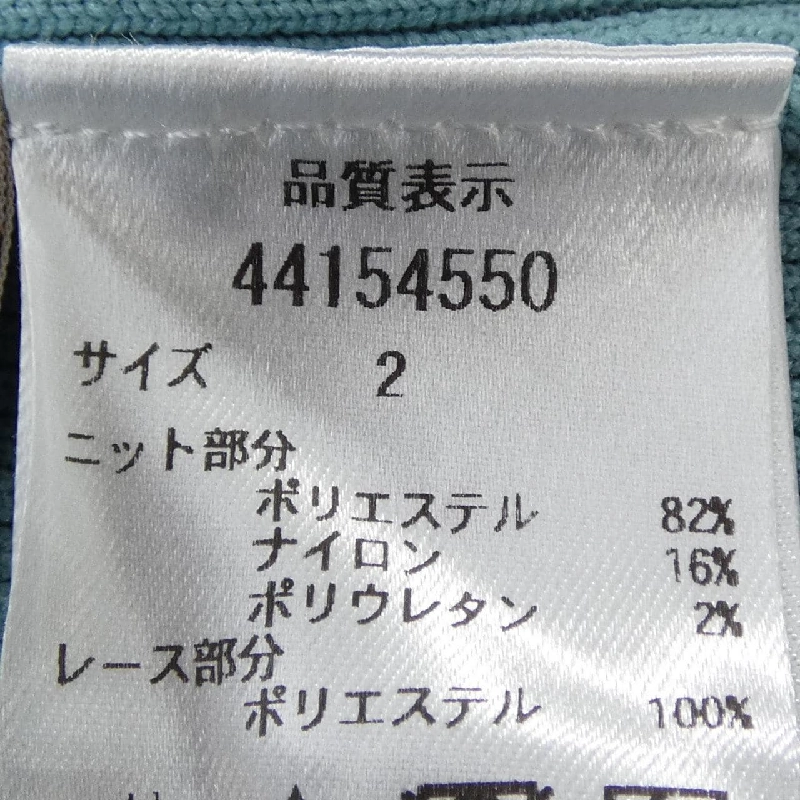 品質表示
44154550
サイズ 2
ニット部分
ポリエステル 82%
ナイロン 16%
ポリウレタン 2%
レース部分
ポリエステル 100%